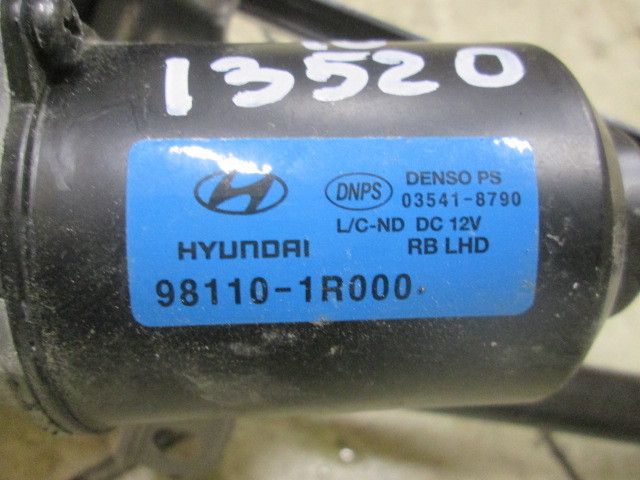 13520
DNPS DENSO PS
03541-8790
L/C-ND DC 12V
HYUNDAI RB LHD
98110-1R000